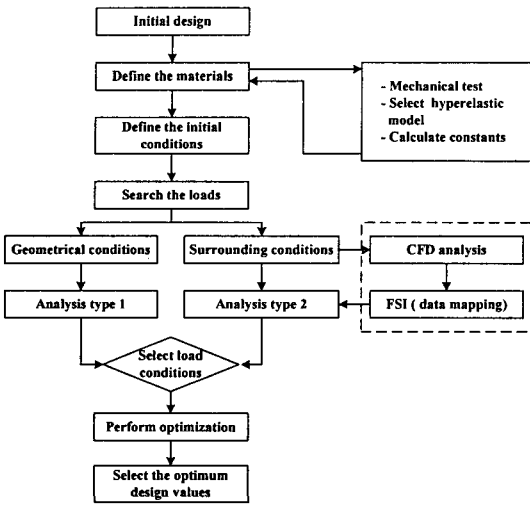 Initial design
Define the materials
- Mechanical test
- Select hyperelastic
model
- Calculate constants
Define the initial
conditions
Search the loads
Geometrical conditions
Surrounding conditions
CFD analysis
Analysis type 1
Analysis type 2
FSI ( data mapping)
Select load
conditions
Perform optimization
Select the optimum
design values